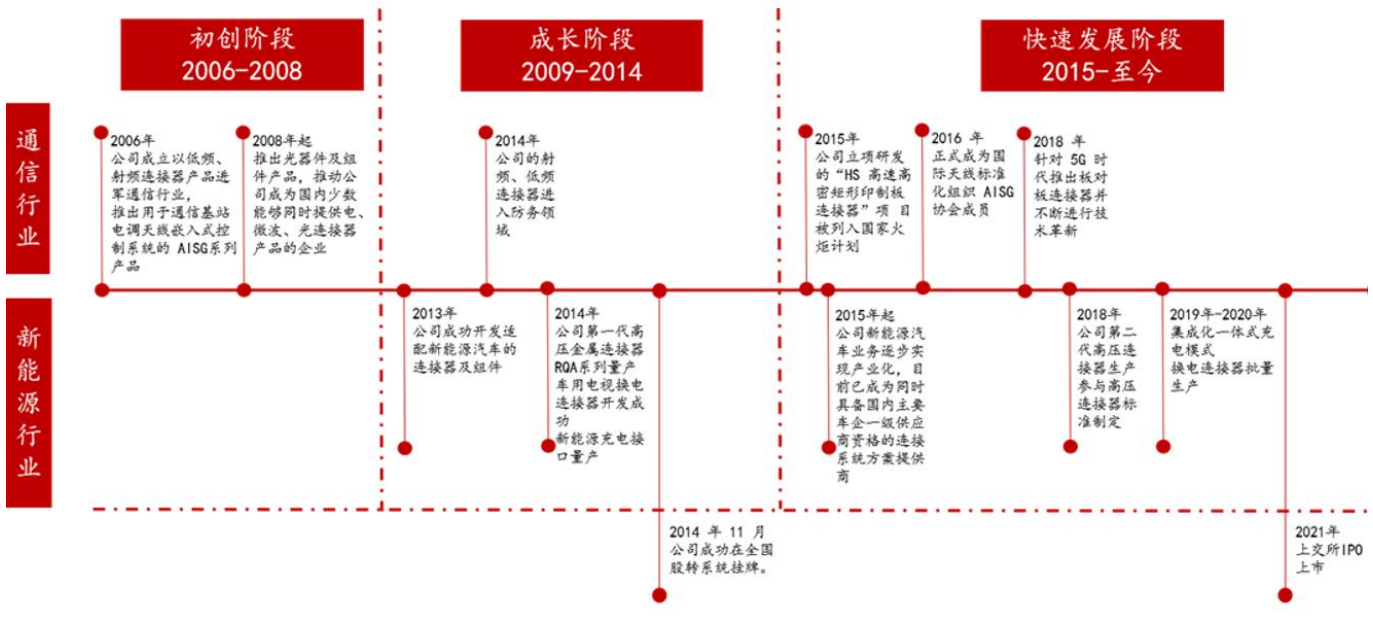 初创阶段
2006-2008
成长阶段
2009-2014
快速发展阶段
2015-至今
通信行业
2006年
公司成立以低频、
射频连接器产品进
军通信行业，
推出用于通信基站
电调天线嵌入式控
制系统的 AISG系列
产品
2008年起
推出光器件及组
件产品，推动公
司成为国内少数
能够同时提供电、
微波、光连接器
产品的企业
2014年
公司的射
频、低频
连接器进
入防务领
域
2015年
公司立项研发
的“HS 高速高
密矩形印制板
连接器”项 目
被列入国家火
炬计划
2016 年
正式成为国
际天线标准
化组织 AISG
协会成员
2018 年
针对 5G 时
代推出板对
板连接器并
不断进行技
术革新
新能源行业
2013年
公司成功开发适
配新能源汽车的
连接器及组件
2014年
公司第一代高
压金属连接器
RQA系列量产
车用电视换电
连接器开发成
功
新能源充电接
口量产
2015年起
公司新能源汽
车业务逐步实
现产业化，目
前已成为同时
具备国内主要
车企一级供应
商资格的连接
系统方案提供
商
2018年
公司第二
代高压连
接器生产
参与高压
连接器标
准制定
2019年-2020年
集成化一体式充
电模式
换电连接器批量
生产
2014 年 11 月
公司成功在全国
股转系统挂牌。
2021年
上交所IPO
上市